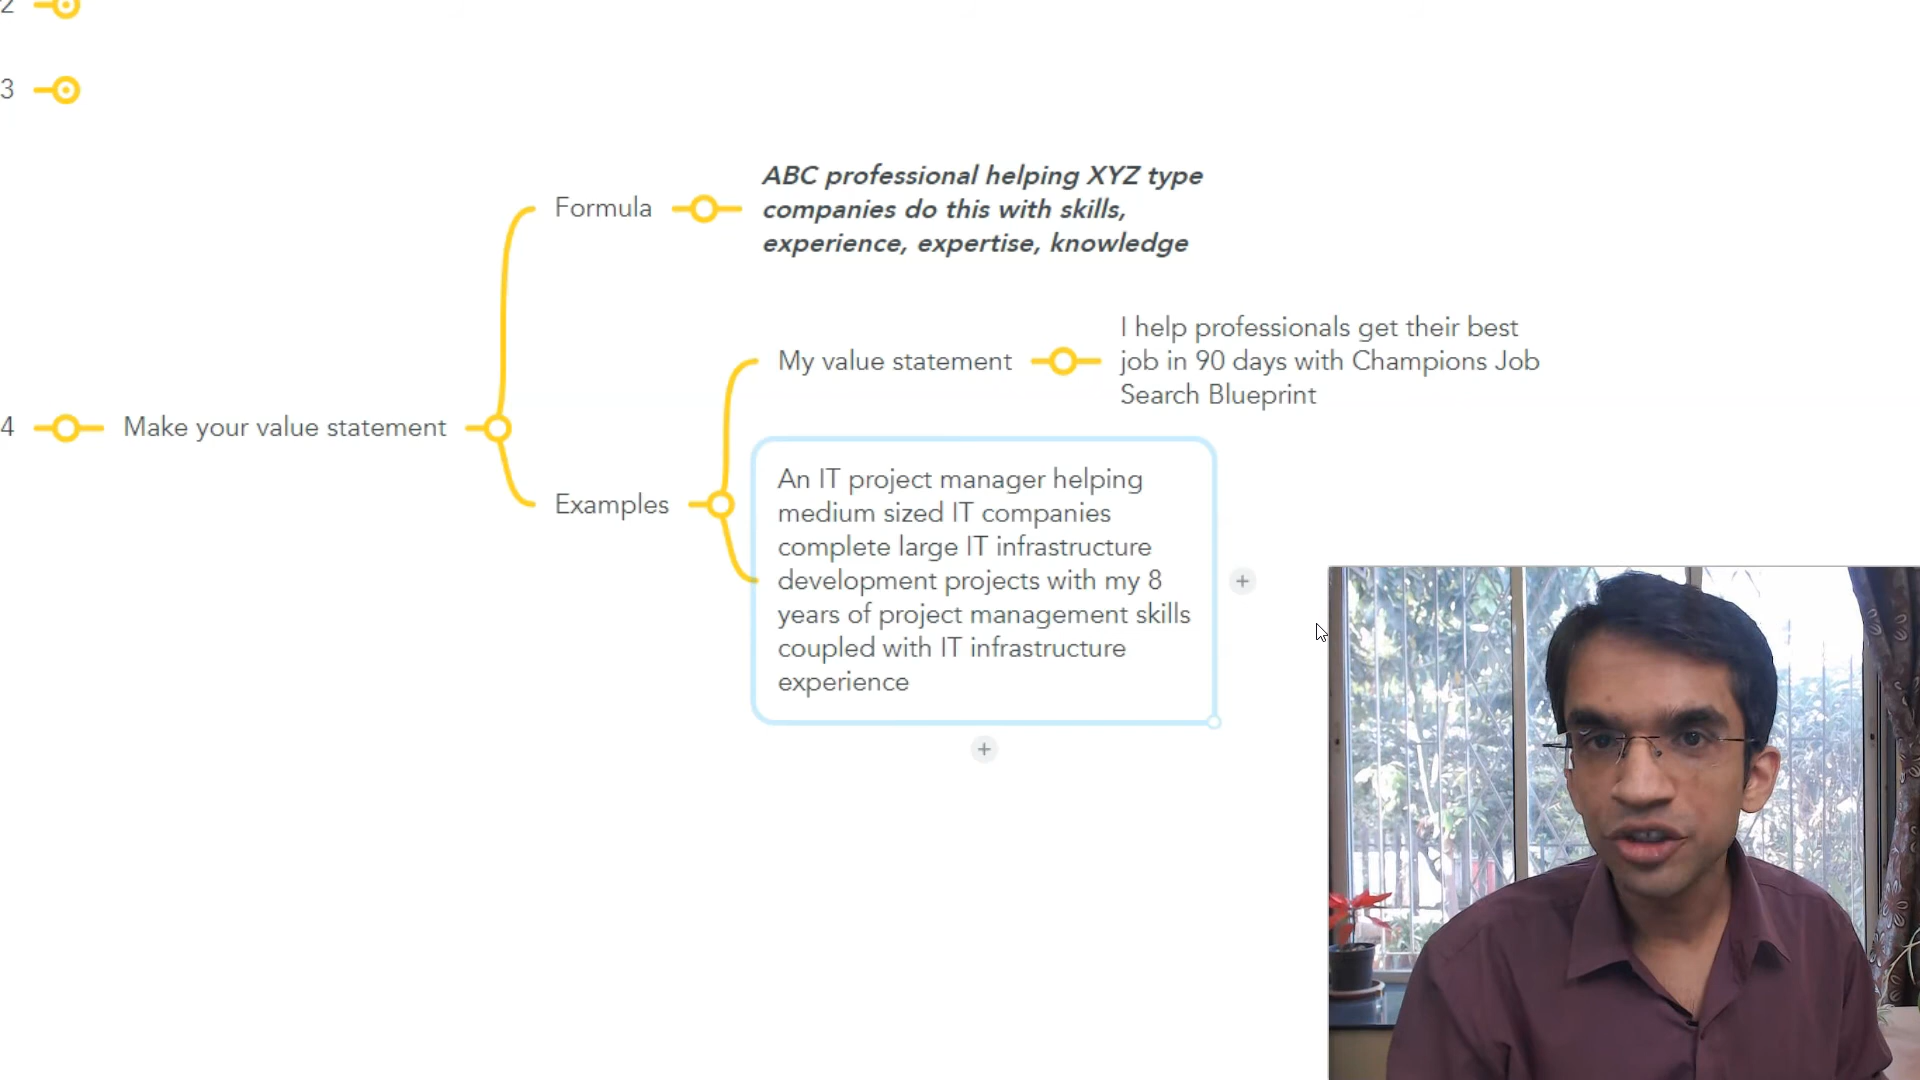 2
3
ABC professional helping XYZ type
companies do this with skills,
experience, expertise, knowledge
Formula
I help professionals get their best
job in 90 days with Champions Job
Search Blueprint
My value statement
4
Make your value statement
Examples
An IT project manager helping
medium sized IT companies
complete large IT infrastructure
development projects with my 8
years of project management skills
coupled with IT infrastructure
experience